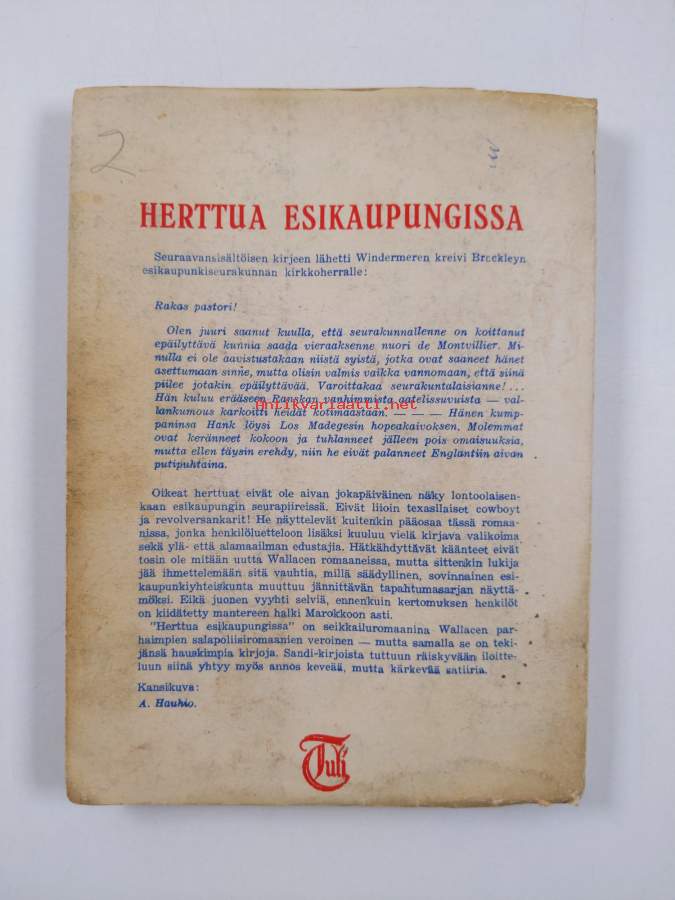 2
HERTTUA ESIKAUPUNGISSA
Seuraavansisältöisen kirjeen lähetti Windermeren kreivi Breckleyn
esikaupunkiseurakunnan kirkkoherralle:
Rakas pastori!
Olen juuri saanut kuulla, että seurakunnallenne on koittanut
epäilyttävä kunnia saada vieraaksenne nuori de Montvillier. Mi-
nulla ei ole aavistustakaan niistä syistä, jotka ovat saaneet hänet
asettumaan sinne, mutta olisin valmis vaikka vannomaan, että siinä
piilee jotakin epäilyttävää. Varoittakaa seurakuntalaisianne! ...
Hän kuluu erääseen Ranskan vanhimmista aatelissuvuista — val-
lankumous karkoitti heidät kotimaastaan. — — — Hänen kump-
paninsa Hank löysi Los Madegesin hopeakaivoksen. Molemmat
ovat keränneet kokoon ja tuhlanneet jälleen pois omaisuuksia,
mutta ellen täysin erehdy, niin he eivät palanneet Englantiin aivan
putipuhtaina.
Antikvariaatti.net
Oikeat herttuat eivät ole aivan jokapäiväinen näky lontoolaisen-
kaan esikaupungin seurapiireissä. Eivät liioin texasilaiset cowboyt
ja revolversankarit! He näyttelevät kuitenkin pääosaa tässä romaa-
nissa, jonka henkilöluetteloon lisäksi kuuluu vielä kirjava valikoima
sekä ylä- että alamaailman edustajia. Hätkähdyttävät käänteet eivät
tosin ole mitään uutta Wallacen romaaneissa, mutta sittenkin lukija
jää ihmettelemään sitä vauhtia, millä säädyllinen, sovinnainen esi-
kaupunkiyhteiskunta muuttuu jännittävän tapahtumasarjan näyttä-
möksi. Eikä juonen vyyhti selviä, ennenkuin kertomuksen henkilöt
on kiidätetty mantereen halki Marokkoon asti.
"Herttua esikaupungissa" on seikkailuromaanina Wallacen par-
haimpien salapoliisiromaanien veroinen — mutta samalla se on teki-
jänsä hauskimpia kirjoja. Sandi-kirjoista tuttuun räiskyvään iloitte-
luun siinä yhtyy myös annos keveää, mutta kärkevää satiiria.
Kansikuva:
A. Hauhio.
Tuli